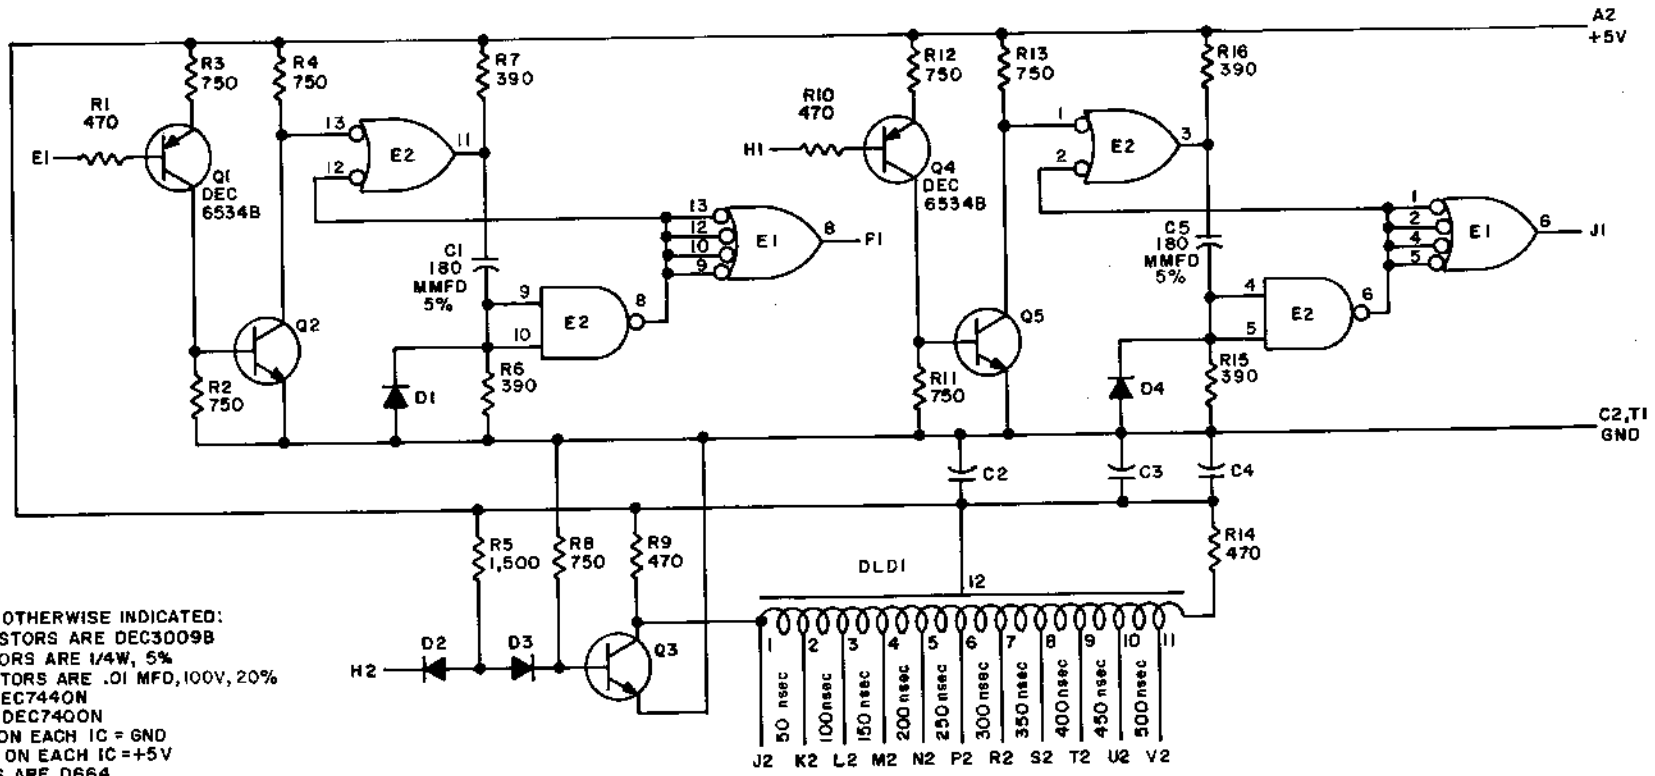 A2
+5V
R3
750
R4
750
R7
390
R12
750
R13
750
R16
390
R1
470
R10
470
E1
13
12
E2
11
H1
1
2
E2
3
Q1
DEC
6534B
Q4
DEC
6534B
13
12
10
9
E1
8
F1
1
2
4
5
E1
6
J1
C1
180
MMFD
5%
C5
180
MMFD
5%
9
10
E2
8
4
5
E2
6
Q2
Q5
R2
750
R6
390
D1
R11
750
D4
R15
390
C2,T1
GND
C2
C3
C4
R5
1,500
R8
750
R9
470
DLD1
12
R14
470
OTHERWISE INDICATED:
STORS ARE DEC3009B
ORS ARE 1/4W, 5%
TORS ARE .01 MFD,100V, 20%
EC7440N
DEC7400N
ON EACH IC = GND
ON EACH IC =+5V
S ARE D664
H2
D2
D3
Q3
1 2 3 4 5 6 7 8 9 10 11
50 nsec
100nsec
150 nsec
200nsec
250 nsec
300 nsec
350 nsec
400nsec
450 nsec
500 nsec
J2 K2 L2 M2 N2 P2 R2 S2 T2 U2 V2